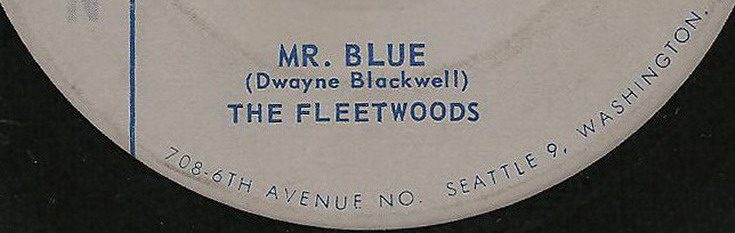 MR. BLUE
(Dwayne Blackwell)
THE FLEETWOODS
708-6TH AVENUE NO. SEATTLE 9, WASHINGTON.